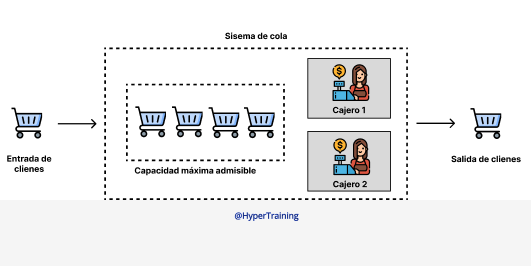 Sisema de cola
Cajero 1
Entrada de
clienes
Capacidad máxima admisible
Cajero 2
Salida de clienes
@HyperTraining